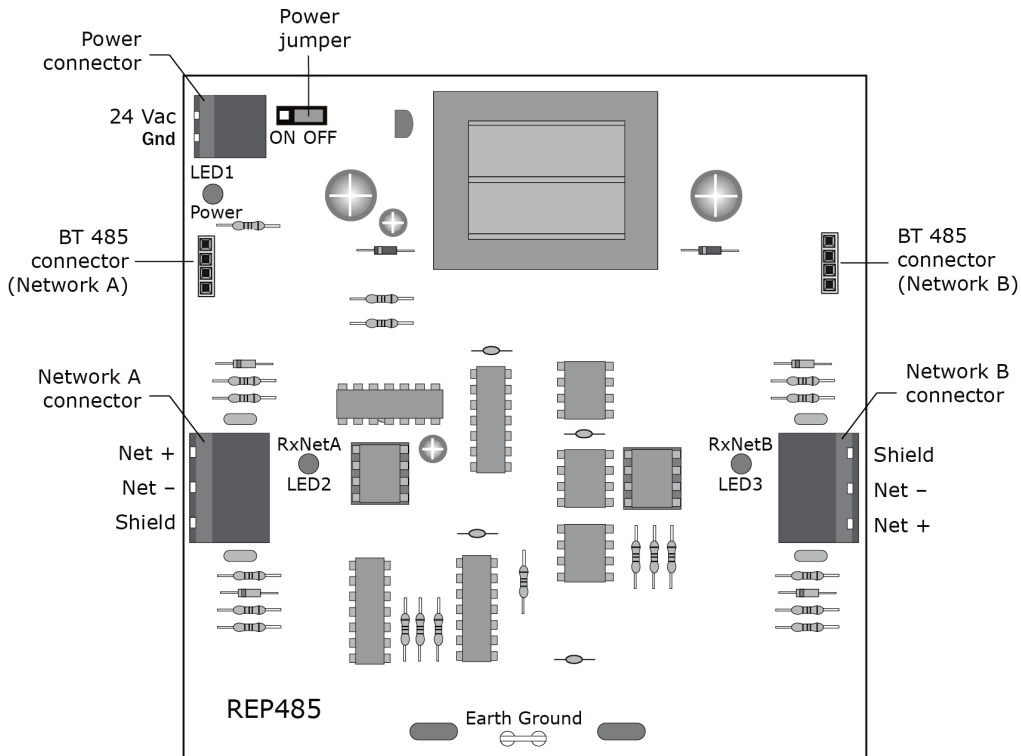 Power
jumper
Power
connector
24 Vac
Gnd
ON OFF
LED1
Power
BT 485
connector
(Network A)
BT 485
connector
(Network B)
Network A
connector
Network B
connector
Net +
Net –
Shield
RxNetA
LED2
RxNetB
LED3
Shield
Net –
Net +
REP485
Earth Ground